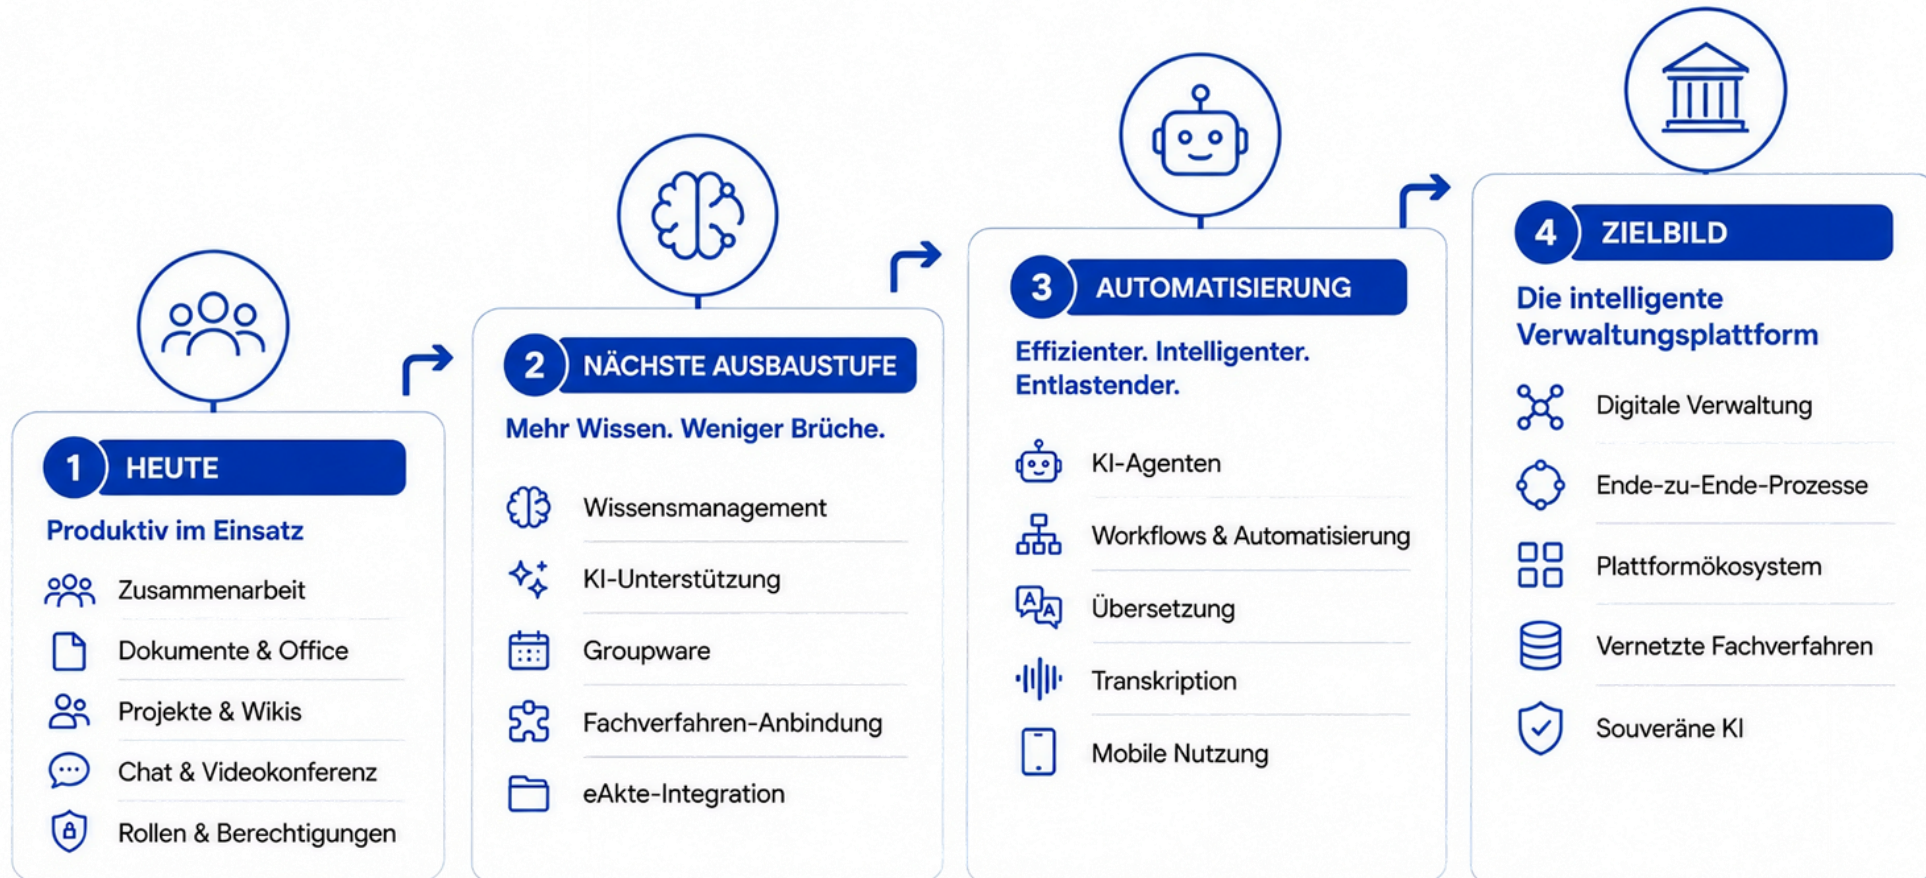 1 HEUTE
Produktiv im Einsatz
Zusammenarbeit
Dokumente & Office
Projekte & Wikis
Chat & Videokonferenz
Rollen & Berechtigungen
2 NÄCHSTE AUSBAUSTUFE
Mehr Wissen. Weniger Brüche.
Wissensmanagement
KI-Unterstützung
Groupware
Fachverfahren-Anbindung
eAkte-Integration
3 AUTOMATISIERUNG
Effizienter. Intelligenter.
Entlastender.
KI-Agenten
Workflows & Automatisierung
A A
Übersetzung
Transkription
Mobile Nutzung
4 ZIELBILD
Die intelligente
Verwaltungsplattform
Digitale Verwaltung
Ende-zu-Ende-Prozesse
Plattformökosystem
Vernetzte Fachverfahren
Souveräne KI